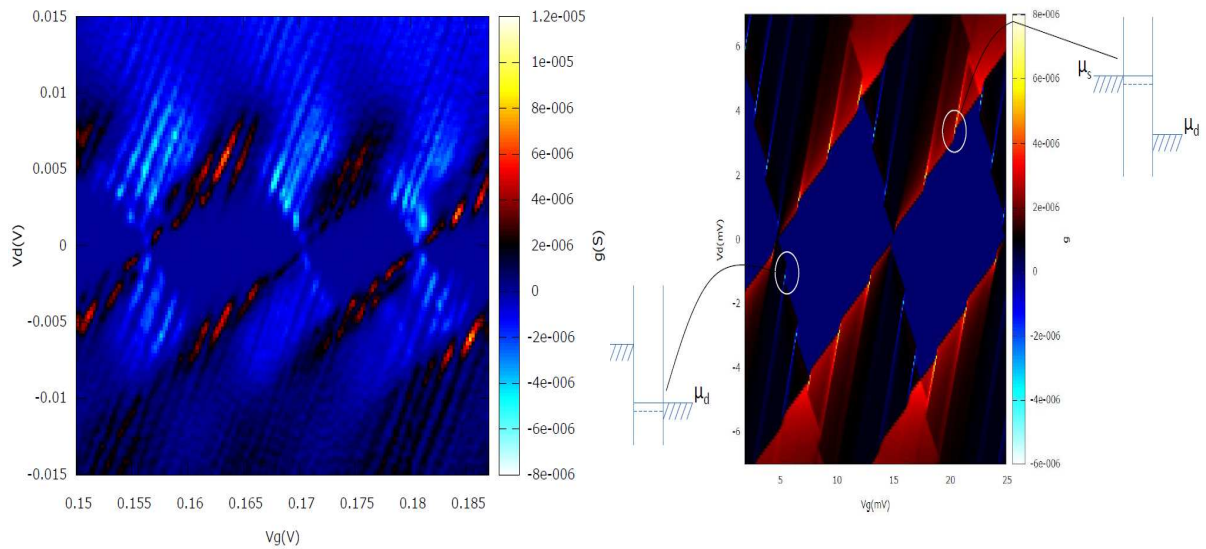 0.015
0.01
0.005
0
-0.005
-0.01
-0.015
Vd(V)
0.15
0.155
0.16
0.165
0.17
0.175
0.18
0.185
Vg(V)
1.2e-005
1e-005
8e-006
6e-006
4e-006
2e-006
0
-2e-006
-4e-006
-6e-006
-8e-006
g(S)
μd
6
4
2
0
-2
-4
-6
Vd(mV)
5
10
15
20
25
Vg(mV)
8e-006
6e-006
4e-006
2e-006
0
-2e-006
-4e-006
-6e-006
g
μs
μd